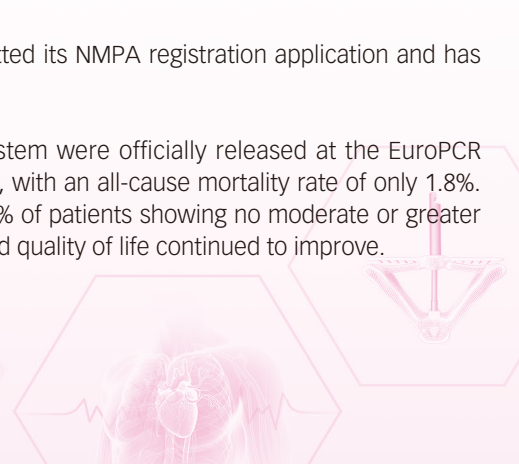 tted its NMPA registration application and has
stem were officially released at the EuroPCR
, with an all-cause mortality rate of only 1.8%.
% of patients showing no moderate or greater
d quality of life continued to improve.